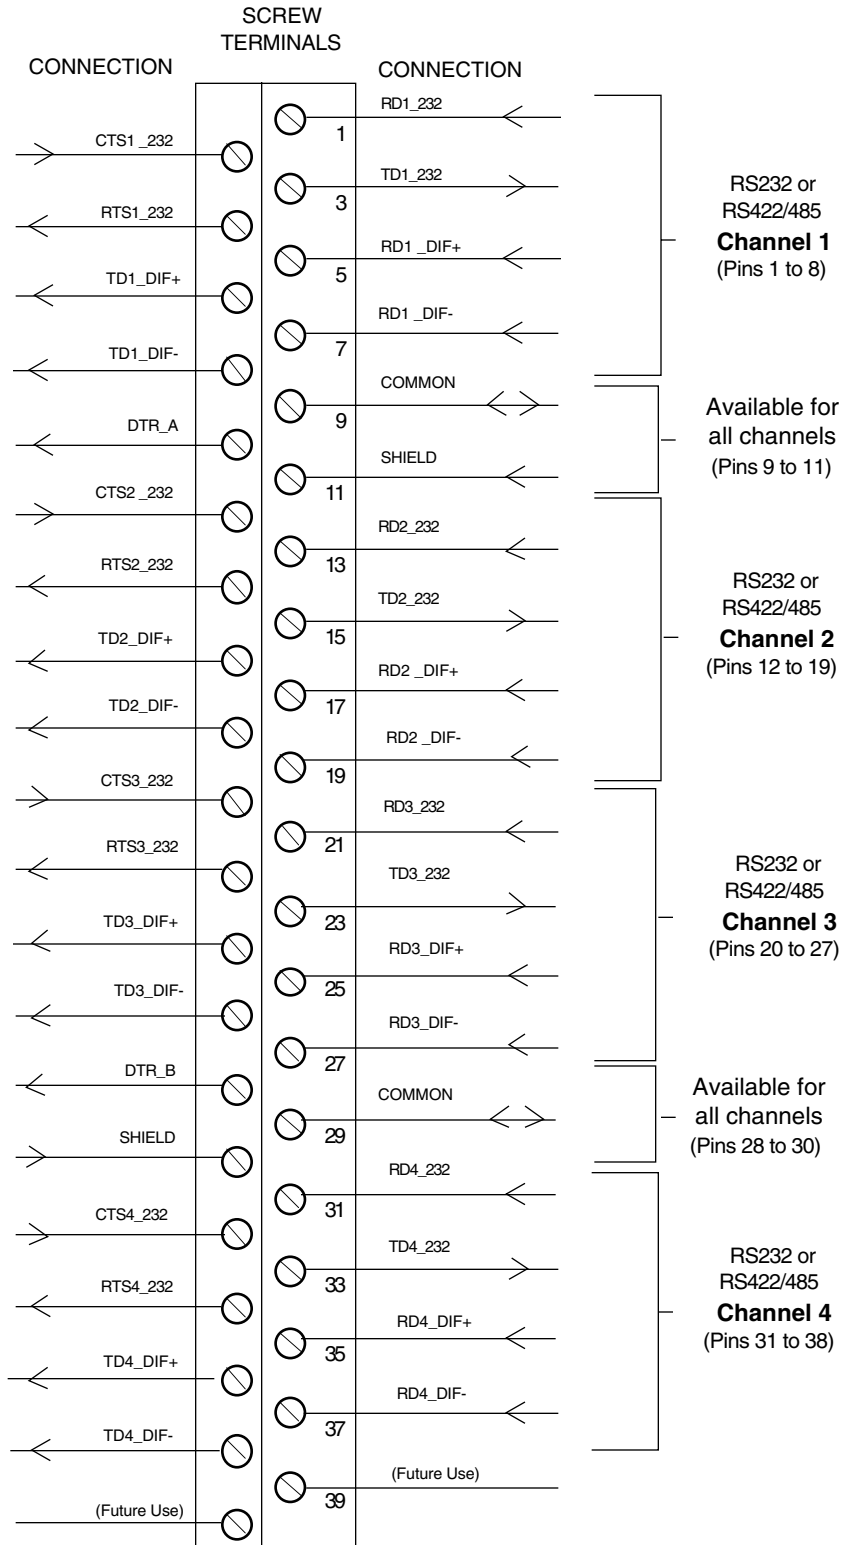 SCREW
TERMINALS
CONNECTION
CONNECTION
RD1_232
1
CTS1 _232
TD1_232
3
RTS1_232
RD1 _DIF+
5
TD1_DIF+
RD1 _DIF-
7
TD1_DIF-
RS232 or
RS422/485
Channel 1
(Pins 1 to 8)
COMMON
9
DTR_A
SHIELD
11
Available for
all channels
(Pins 9 to 11)
CTS2 _232
RD2_232
13
RTS2_232
TD2_232
15
TD2_DIF+
RD2 _DIF+
17
TD2_DIF-
RD2 _DIF-
19
RS232 or
RS422/485
Channel 2
(Pins 12 to 19)
CTS3_232
RD3_232
21
RTS3_232
TD3_232
23
TD3_DIF+
RD3_DIF+
25
TD3_DIF-
RD3_DIF-
27
RS232 or
RS422/485
Channel 3
(Pins 20 to 27)
DTR_B
COMMON
29
SHIELD
Available for
all channels
(Pins 28 to 30)
RD4_232
31
CTS4_232
TD4_232
33
RTS4_232
RD4_DIF+
35
TD4_DIF+
RD4_DIF-
37
TD4_DIF-
RS232 or
RS422/485
Channel 4
(Pins 31 to 38)
(Future Use)
39
(Future Use)